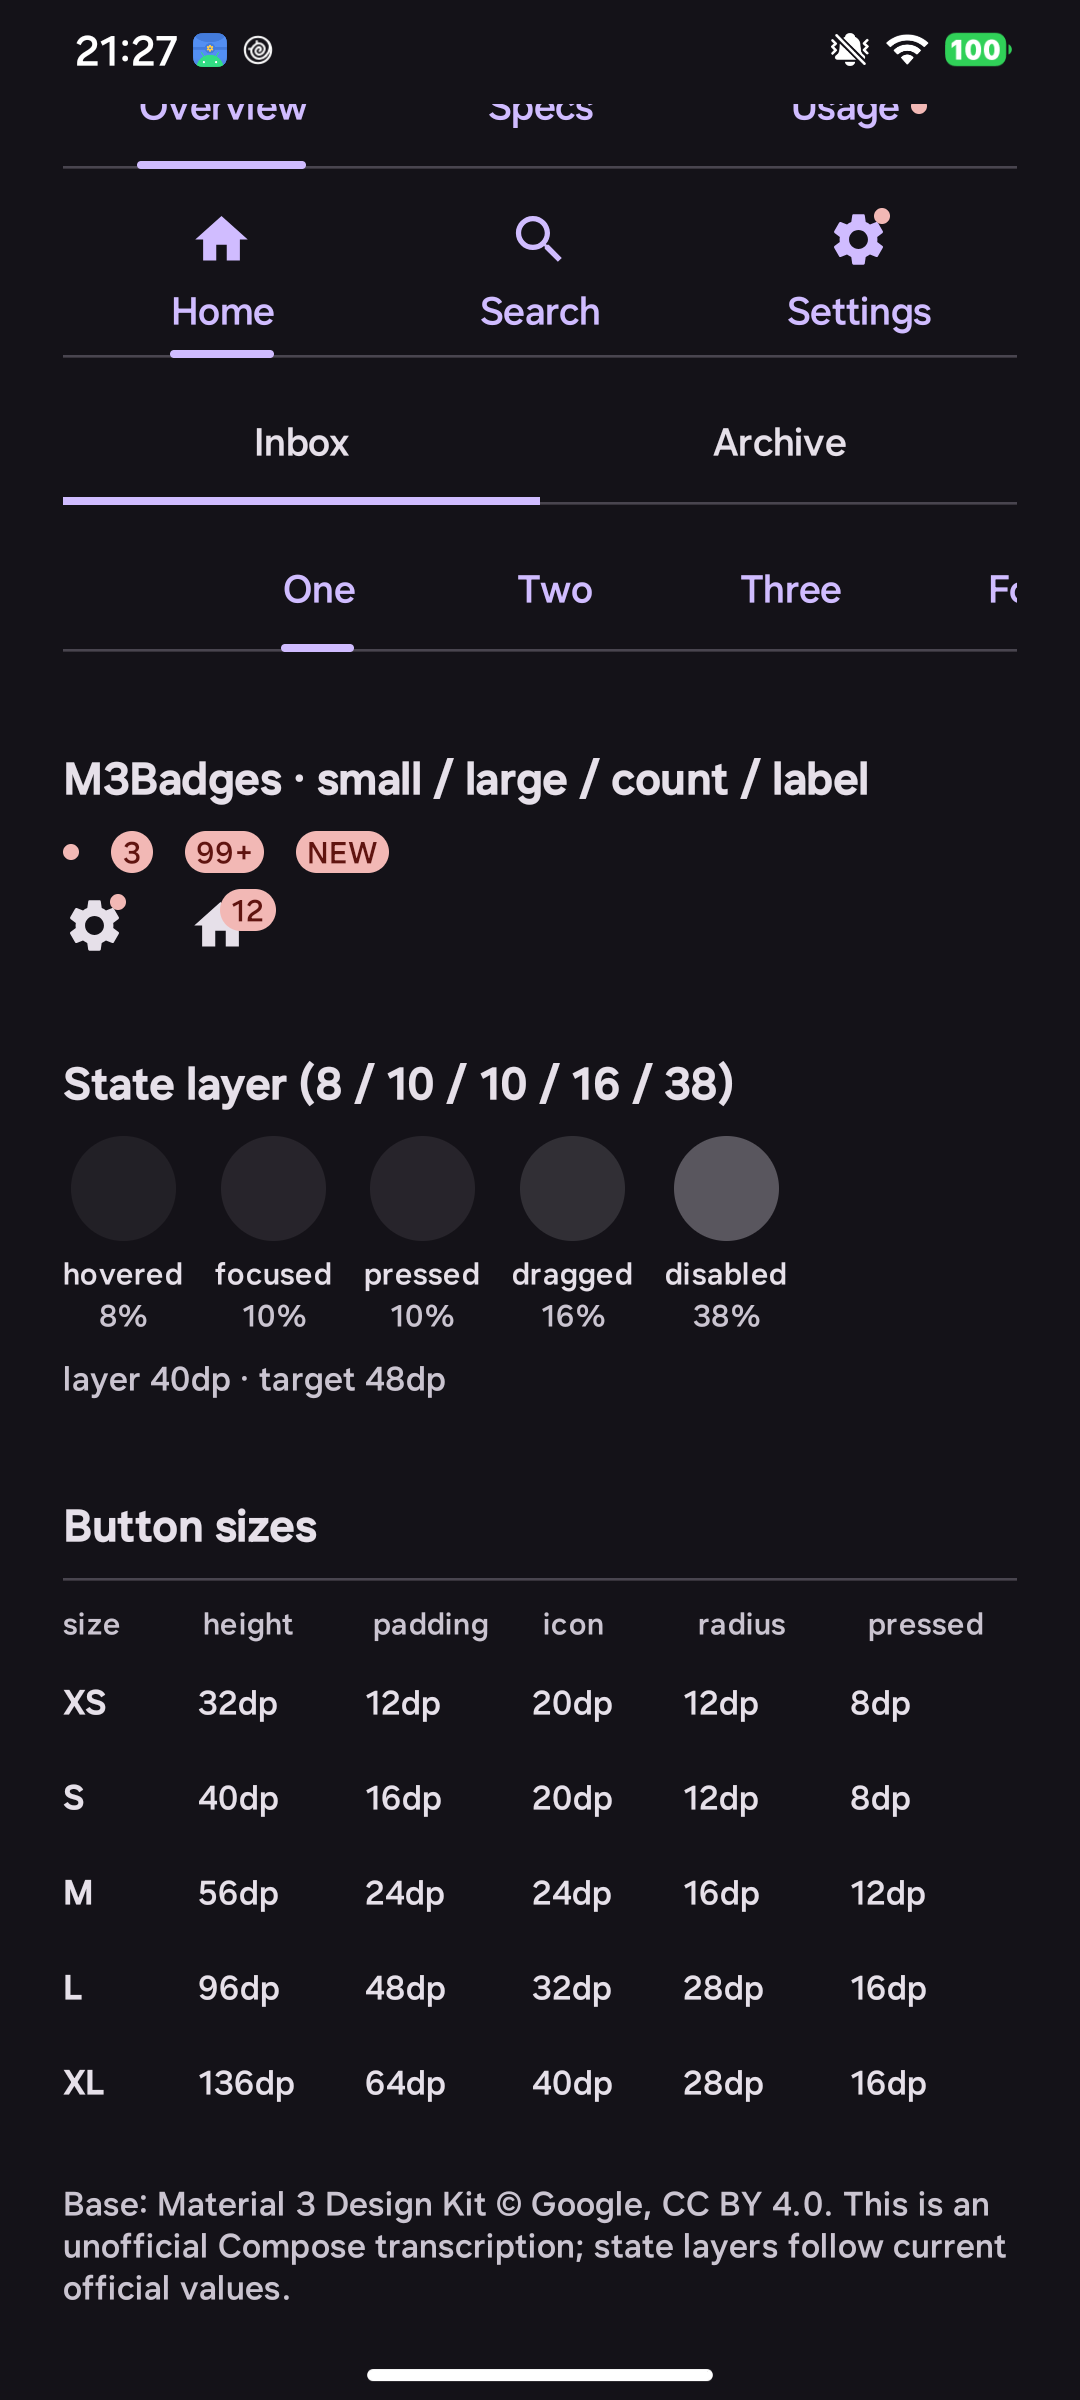 21:27 100
Overview Specs Usage
Home Search Settings
Inbox Archive
One Two Three Fo
M3Badges · small / large / count / label
3 99+ NEW
12
State layer (8 / 10 / 10 / 16 / 38)
hovered focused pressed dragged disabled
8% 10% 10% 16% 38%
layer 40dp · target 48dp
Button sizes
size height padding icon radius pressed
XS 32dp 12dp 20dp 12dp 8dp
S 40dp 16dp 20dp 12dp 8dp
M 56dp 24dp 24dp 16dp 12dp
L 96dp 48dp 32dp 28dp 16dp
XL 136dp 64dp 40dp 28dp 16dp
Base: Material 3 Design Kit © Google, CC BY 4.0. This is an
unofficial Compose transcription; state layers follow current
official values.